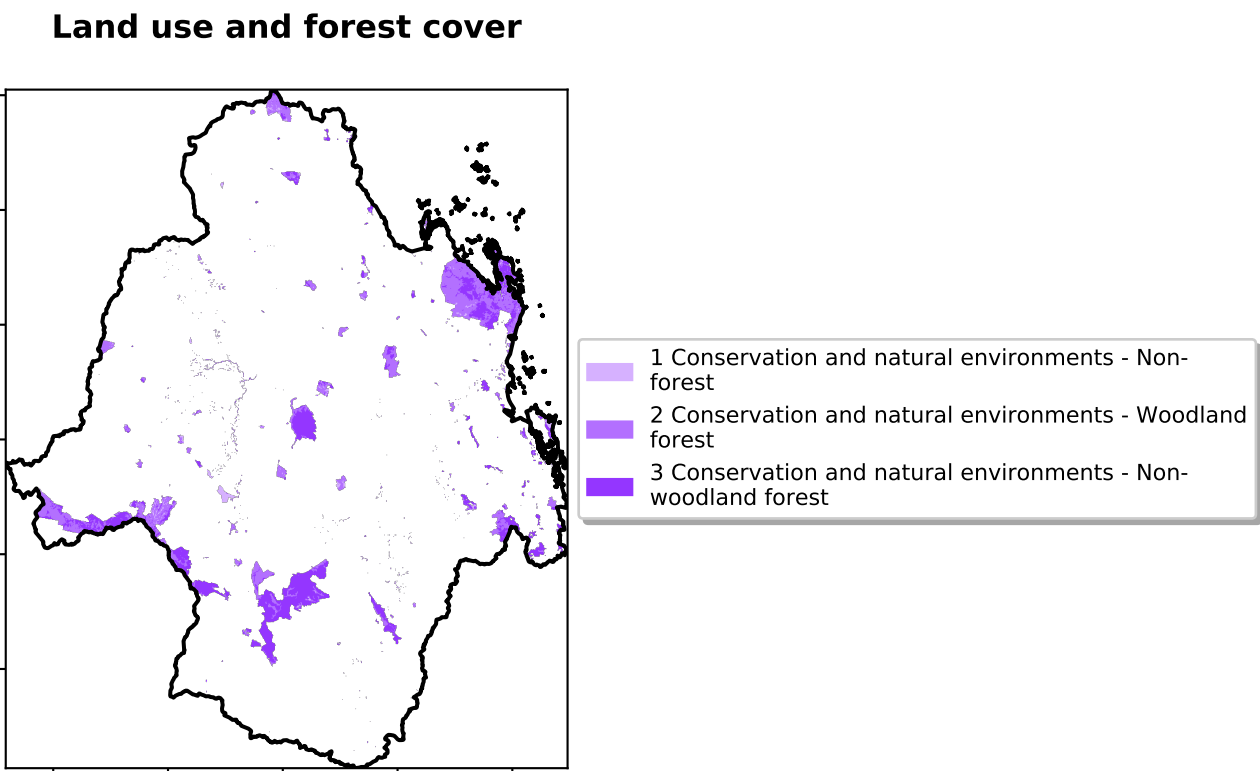 Land use and forest cover
1 Conservation and natural environments - Non-
forest
2 Conservation and natural environments - Woodland
forest
3 Conservation and natural environments - Non-
woodland forest